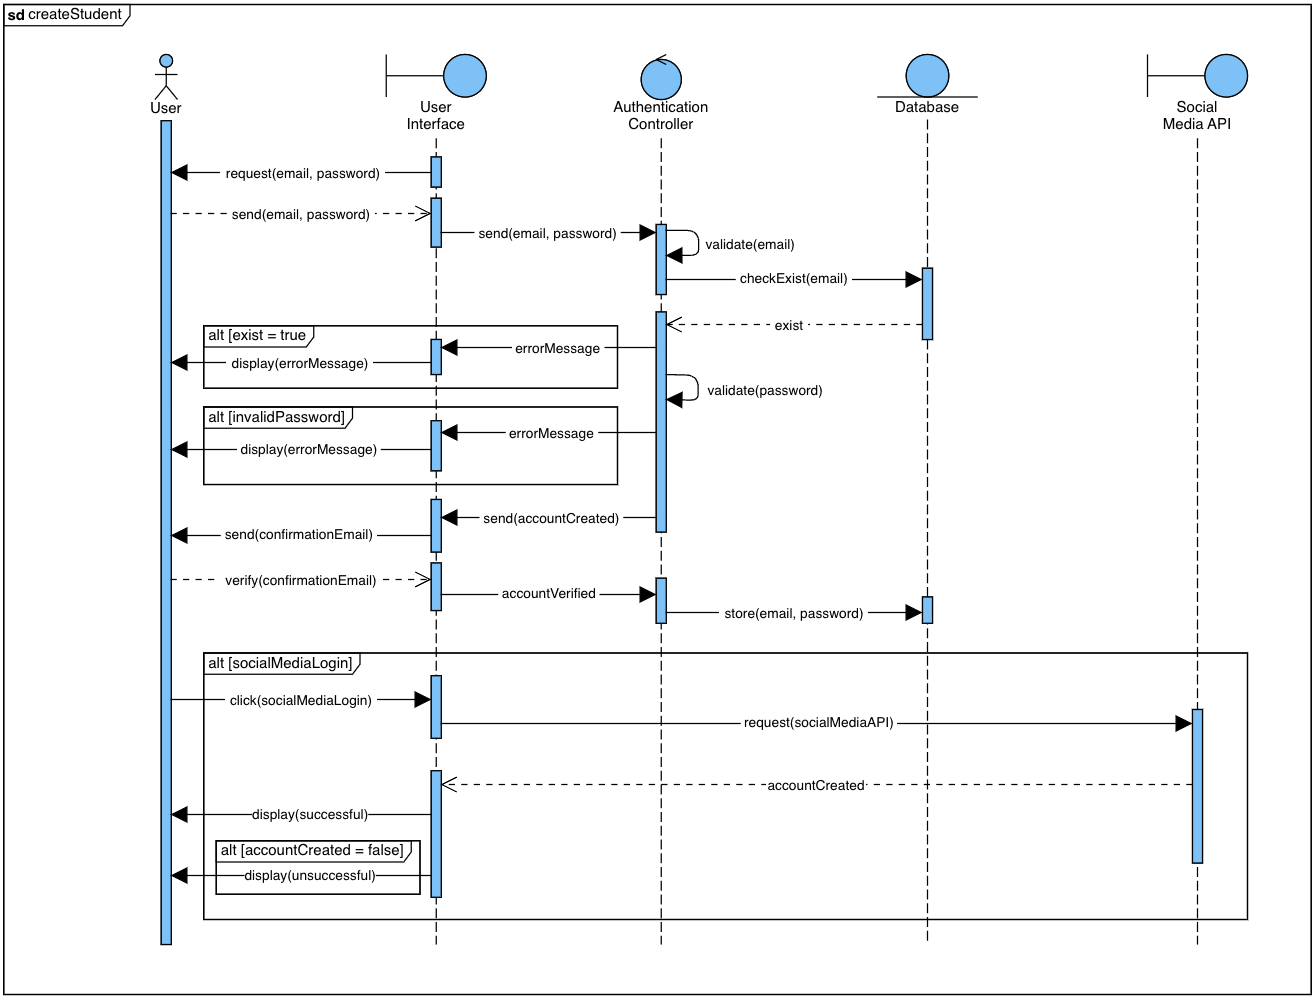 sd createStudent
User
User
Interface
Authentication
Controller
Database
Social
Media API
request(email, password)
send(email, password)
send(email, password)
validate(email)
checkExist(email)
exist
alt [exist = true
errorMessage
display(errorMessage)
validate(password)
alt [invalidPassword]
errorMessage
display(errorMessage)
send(accountCreated)
send(confirmationEmail)
verify(confirmationEmail)
accountVerified
store(email, password)
alt [socialMediaLogin]
click(socialMediaLogin)
request(socialMediaAPI)
accountCreated
display(successful)
alt [accountCreated = false]
display(unsuccessful)